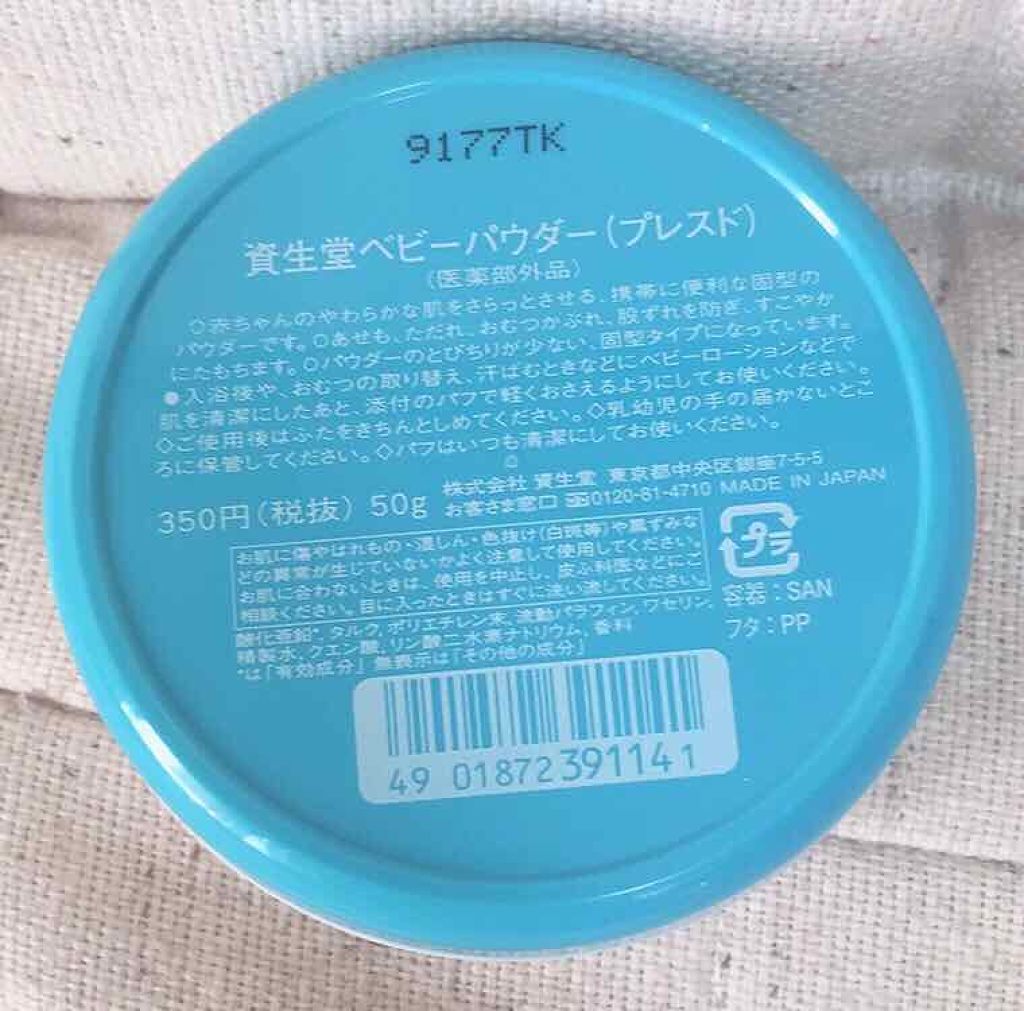 9177TK
資生堂ベビーパウダー(プレスド)
(医薬部外品)
○赤ちゃんのやわらかな肌をさらっとさせる、携帯に便利な固型の
パウダーです。○あせも、ただれ、おむつかぶれ、股ずれを防ぎ、すこやか
にたもちます。○パウダーのとびちりが少ない、固型タイプになっています。
●入浴後や、おむつの取り替え、汗ばむときなどにベビーローションなどで
肌を清潔にしたあと、添付のパフで軽くおさえるようにしてお使いください。
◇ご使用後はふたをきちんとしめてください。◇乳幼児の手の届かないとこ
ろに保管してください。◇パフはいつも清潔にしてお使いください。
350円(税抜) 50g
株式会社 資生堂 東京都中央区銀座7-5-5
お客さま窓口 0120-81-4710 MADE IN JAPAN
お肌に傷やはれもの・湿しん・色抜け(白斑等)や黒ずみな
どの異常が生じていないかよく注意して使用してください。
お肌に合わないときは、使用を中止し、皮ふ科医などにご
相談ください。目に入ったときはすぐに洗い流してください。
プラ
容器:SAN
フタ:PP
酸化亜鉛*、タルク、ポリエチレン末、流動パラフィン、ワセリン、
精製水、クエン酸、リン酸二水素ナトリウム、香料
*は「有効成分」無表示は「その他の成分」
49 01872 391141